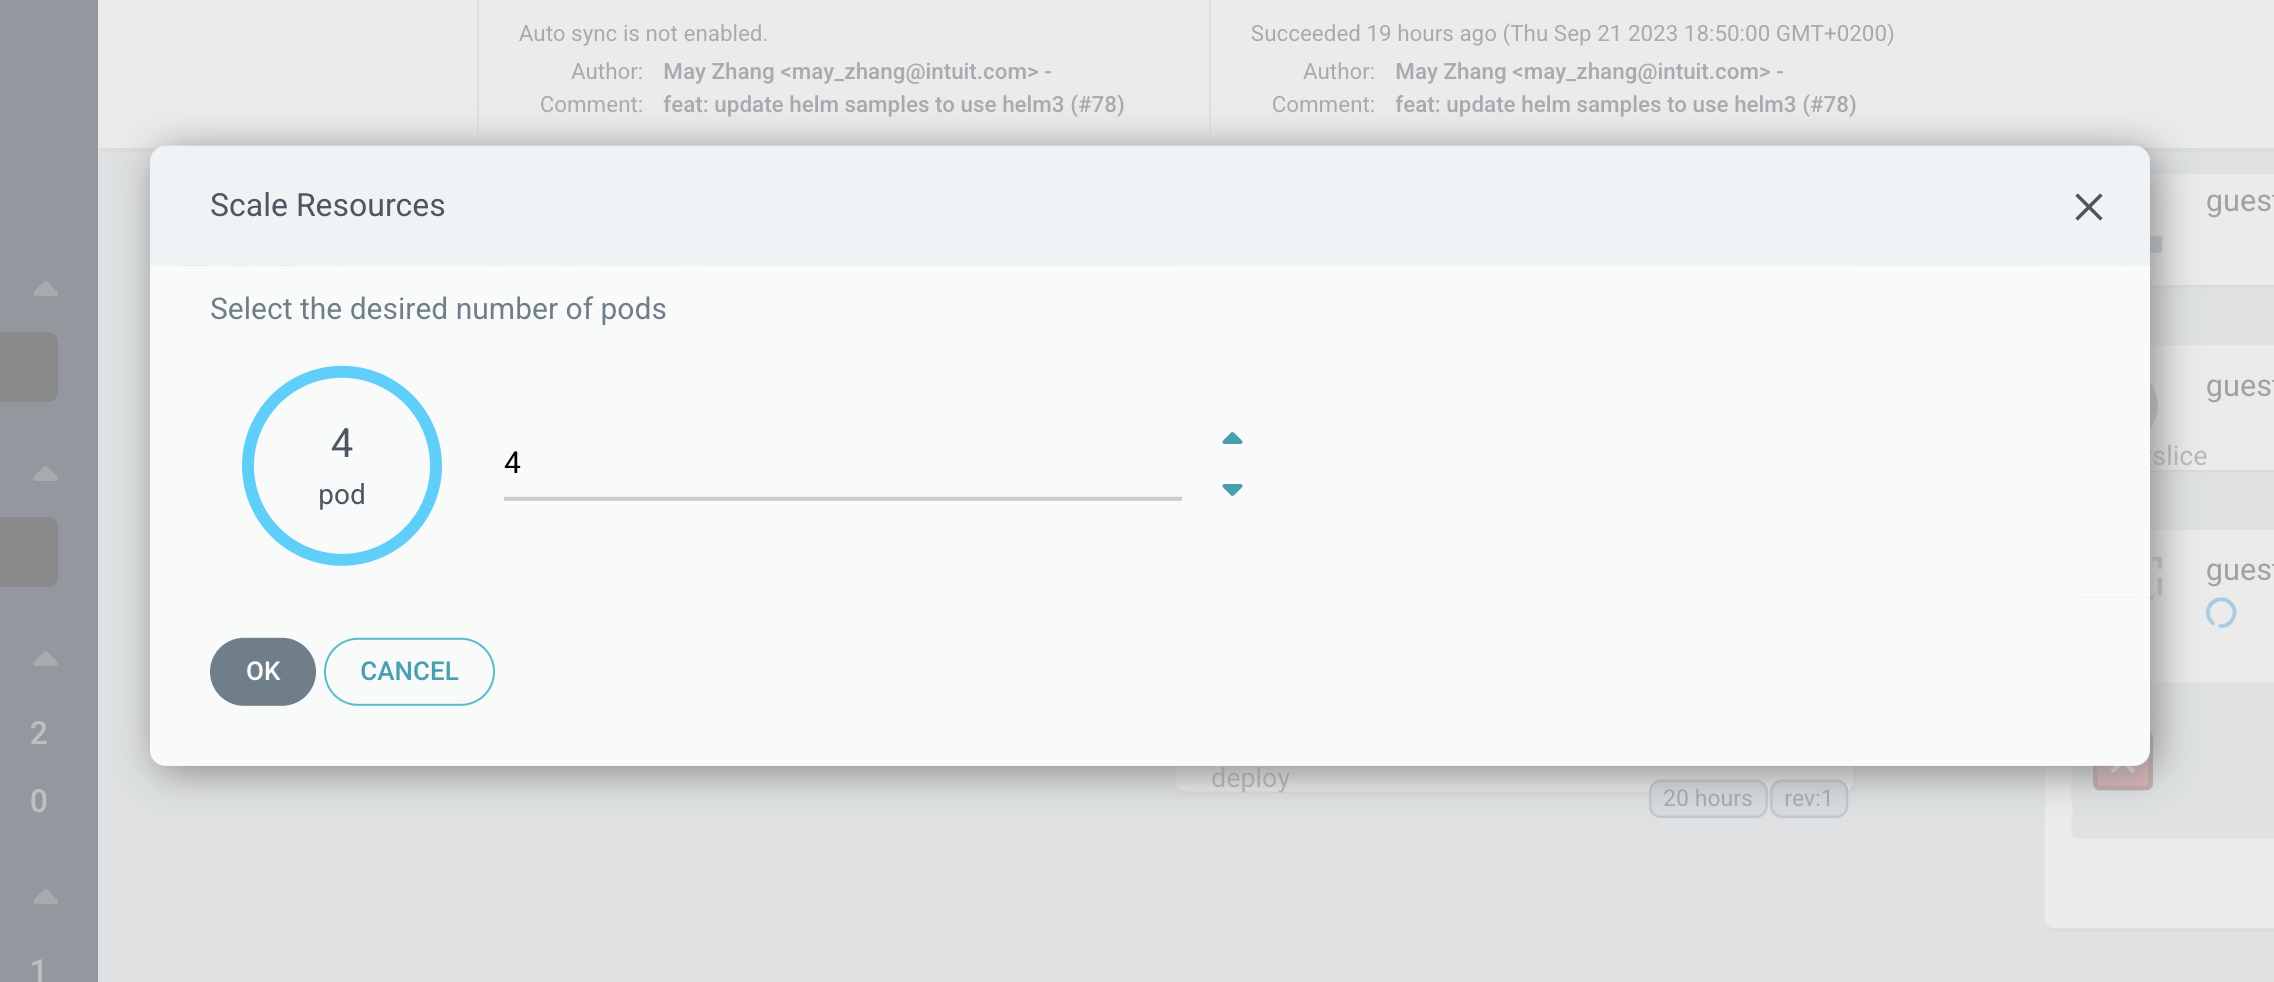 Auto sync is not enabled.
Author: May Zhang <may_zhang@intuit.com> -
Comment: feat: update helm samples to use helm3 (#78)
Succeeded 19 hours ago (Thu Sep 21 2023 18:50:00 GMT+0200)
Author: May Zhang <may_zhang@intuit.com> -
Comment: feat: update helm samples to use helm3 (#78)
Scale Resources
Select the desired number of pods
4
pod
4
OK
CANCEL
2
0
1
deploy
20 hours
rev:1
guest
guest
slice
guest